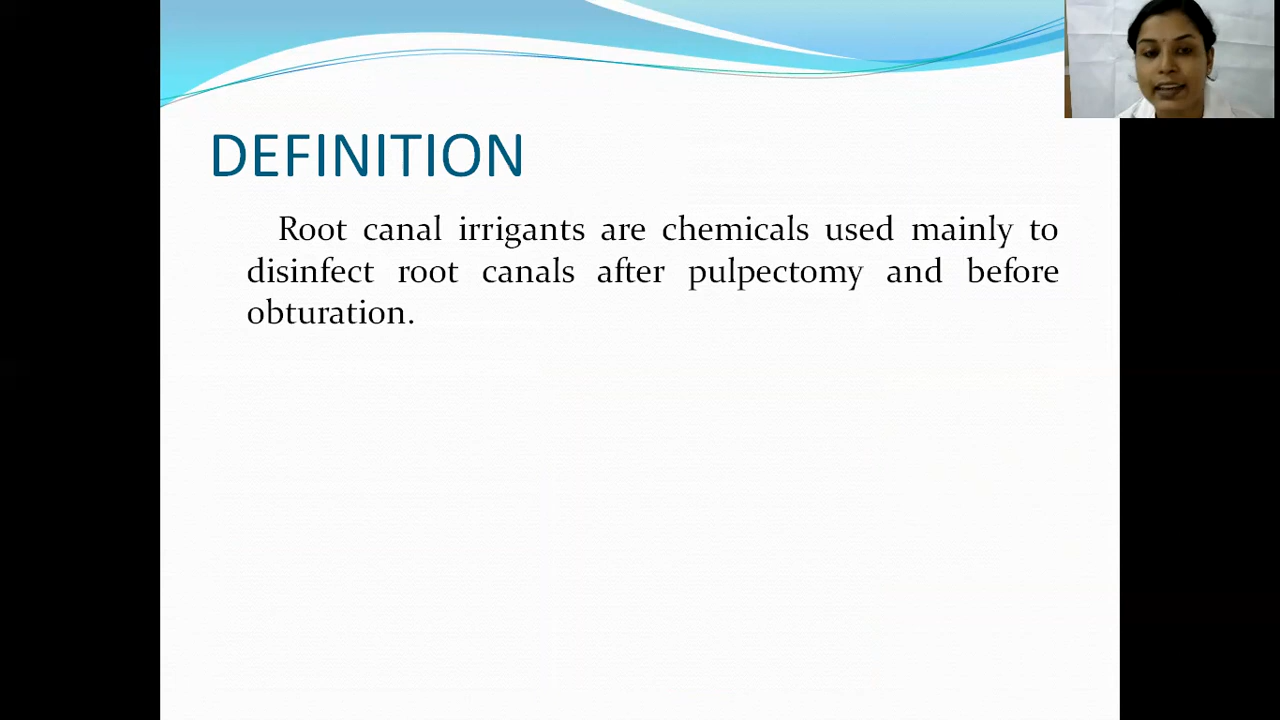 DEFINITION
Root canal irrigants are chemicals used mainly to
disinfect root canals after pulpectomy and before
obturation.